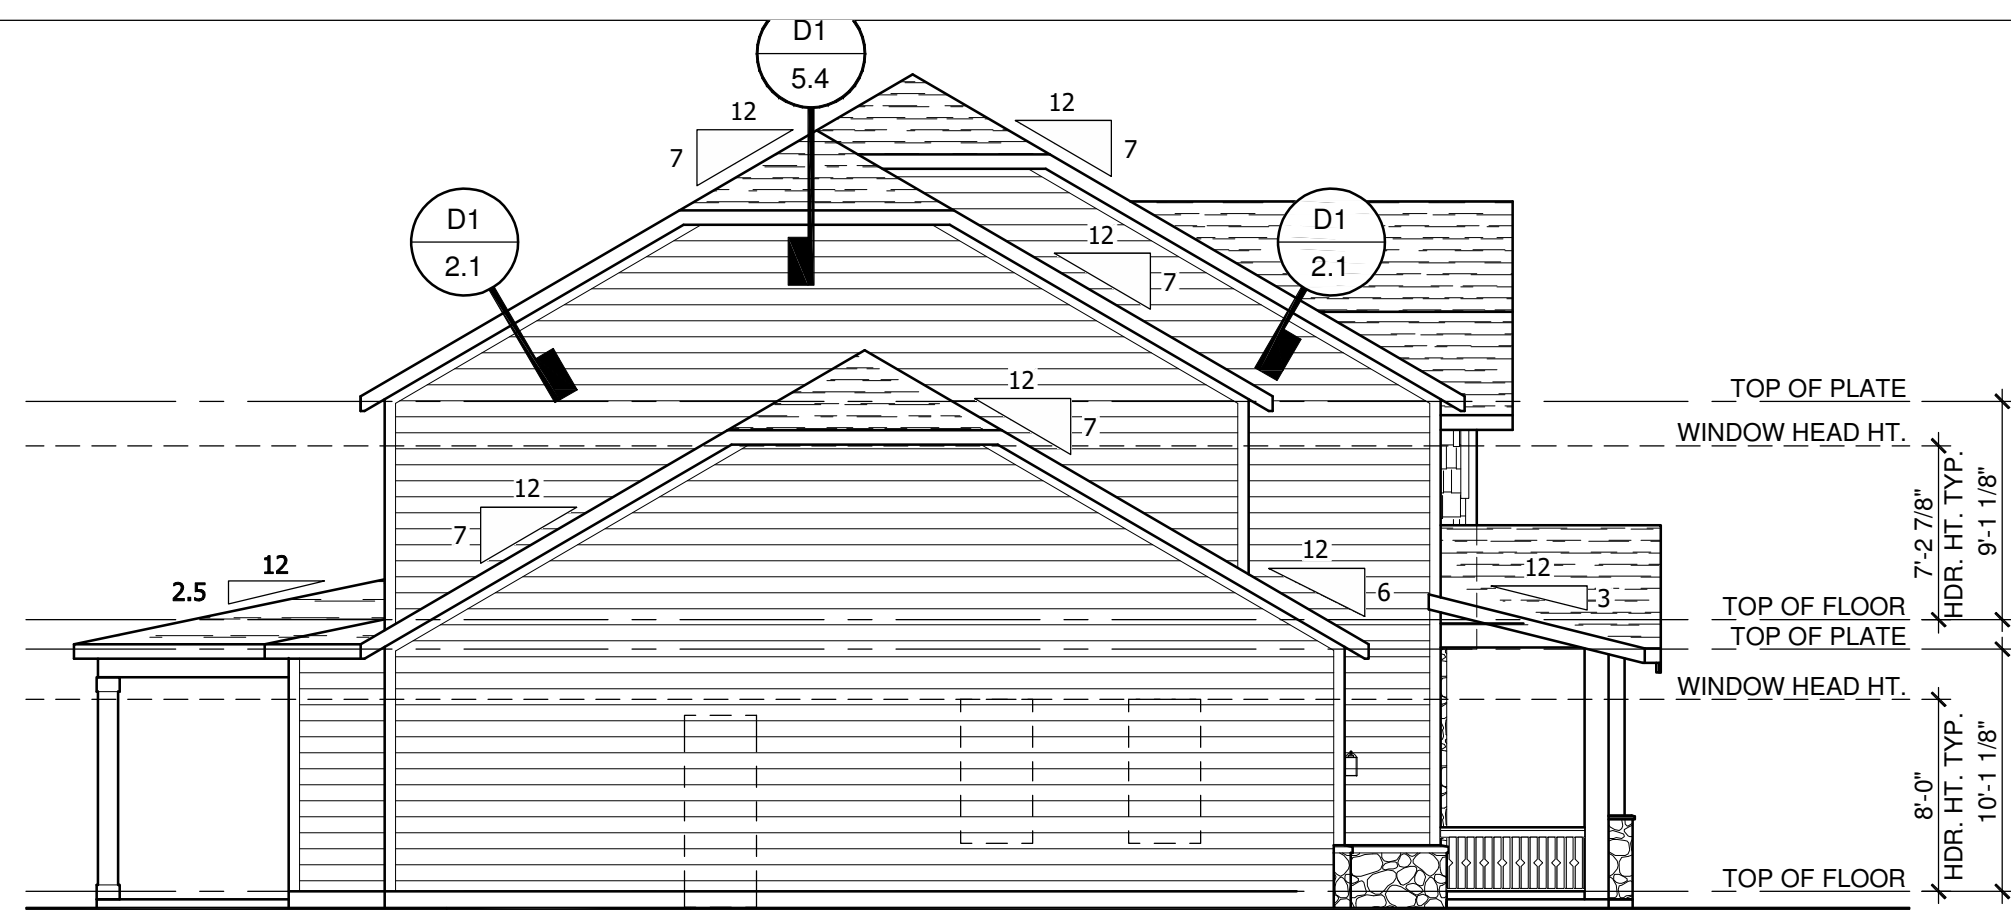 D1
5.4
12
7
12
7
D1
2.1
D1
2.1
12
7
12
7
12
7
12
2.5
12
6
12
3
TOP OF PLATE
WINDOW HEAD HT.
7'-2 7/8"
HDR. HT. TYP.
9'-1 1/8"
TOP OF FLOOR
TOP OF PLATE
WINDOW HEAD HT.
8'-0"
HDR. HT. TYP.
10'-1 1/8"
TOP OF FLOOR